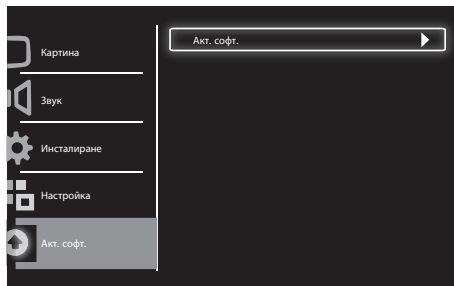 Картина
Звук
Инсталиране
Настройка
Акт. софт.
Акт. софт.